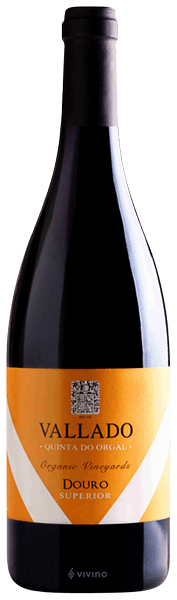 VALLADO
• QUINTA DO ORGAL •
Organic Vineyards
DOURO
SUPERIOR
VIVINO